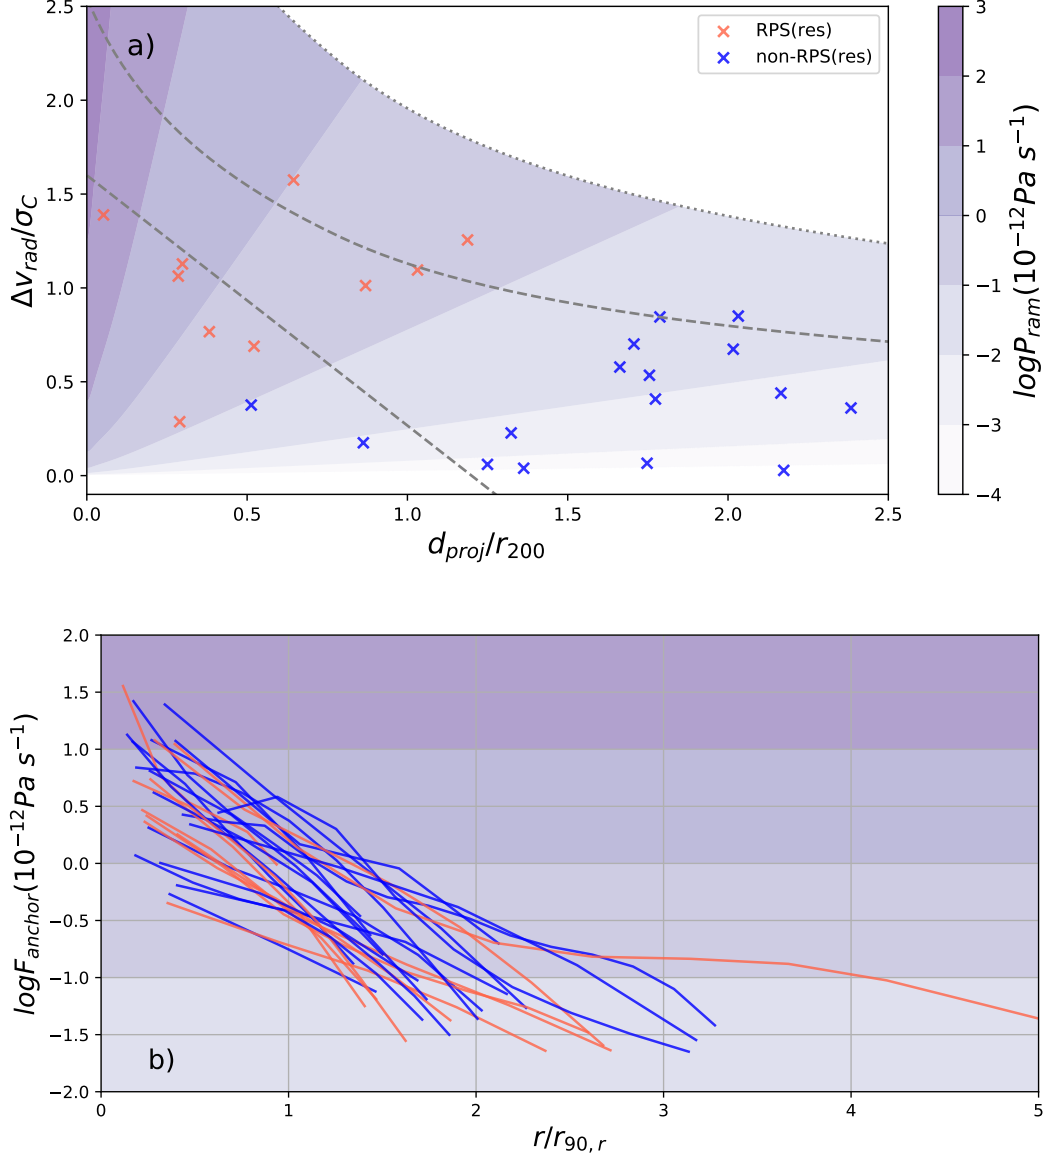 a)
RPS(res)
non-RPS(res)
2.5
2.0
1.5
1.0
0.5
0.0
Δv_rad/σ_C
0.0 0.5 1.0 1.5 2.0 2.5
d_proj/r_200
3
2
1
0
−1
−2
−3
−4
logP_ram(10^−12 Pa s^−1)
2.0
1.5
1.0
0.5
0.0
−0.5
−1.0
−1.5
−2.0
logF_anchor(10^−12 Pa s^−1)
b)
0 1 2 3 4 5
r/r_90, r